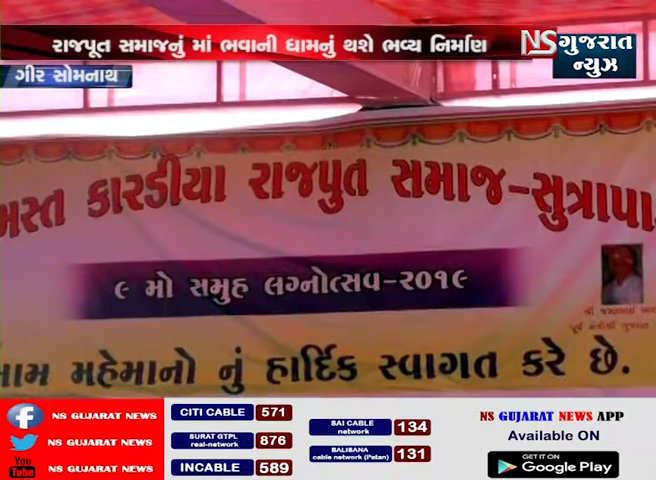 રાજપૂત સમાજનું માં ભવાની ધામનું થશે ભવ્ય નિર્માણ
NS ગુજરાત ન્યુઝ
ગીર સોમનાથ
કારડીયા રાજપુત સમાજ-સુત્રાપા
૯ મો સમુહ લગ્નોત્સવ-૨૦૧૯
મહેમાનો નું હાર્દિક સ્વાગત કરે છે.
NS GUJARAT NEWS
NS GUJARAT NEWS
You Tube NS GUJARAT NEWS
CITI CABLE 571
SURAT GTPL real-network 876
INCABLE 589
SAI CABLE network 134
BALISANA cable network (Patan) 131
NS GUJARAT NEWS APP
Available ON
GET IT ON
Google Play